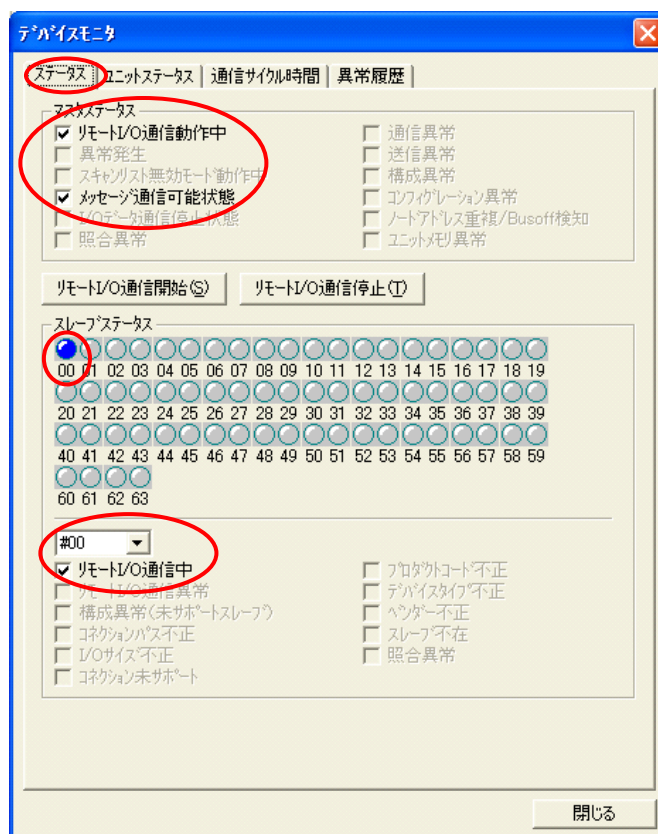 デバイスモニタ
ステータス ユニットステータス 通信サイクル時間 異常履歴
マスタステータス
リモートI/O通信動作中 通信異常
異常発生 送信異常
スキャンリスト無効モード動作中 構成異常
メッセージ通信可能状態 コンフィグレーション異常
I/Oデータ通信停止状態 ノードアドレス重複/Busoff検知
照合異常 ユニットメモリ異常
リモートI/O通信開始(S) リモートI/O通信停止(T)
スレーブステータス
00 01 02 03 04 05 06 07 08 09 10 11 12 13 14 15 16 17 18 19
20 21 22 23 24 25 26 27 28 29 30 31 32 33 34 35 36 37 38 39
40 41 42 43 44 45 46 47 48 49 50 51 52 53 54 55 56 57 58 59
60 61 62 63
#00
リモートI/O通信中 プロダクトコード不正
リモートI/O通信異常 デバイスタイプ不正
構成異常(未サポートスレーブ) ベンダー不正
コネクションパス不正 スレーブ不在
I/Oサイズ不正 照合異常
コネクション未サポート
閉じる